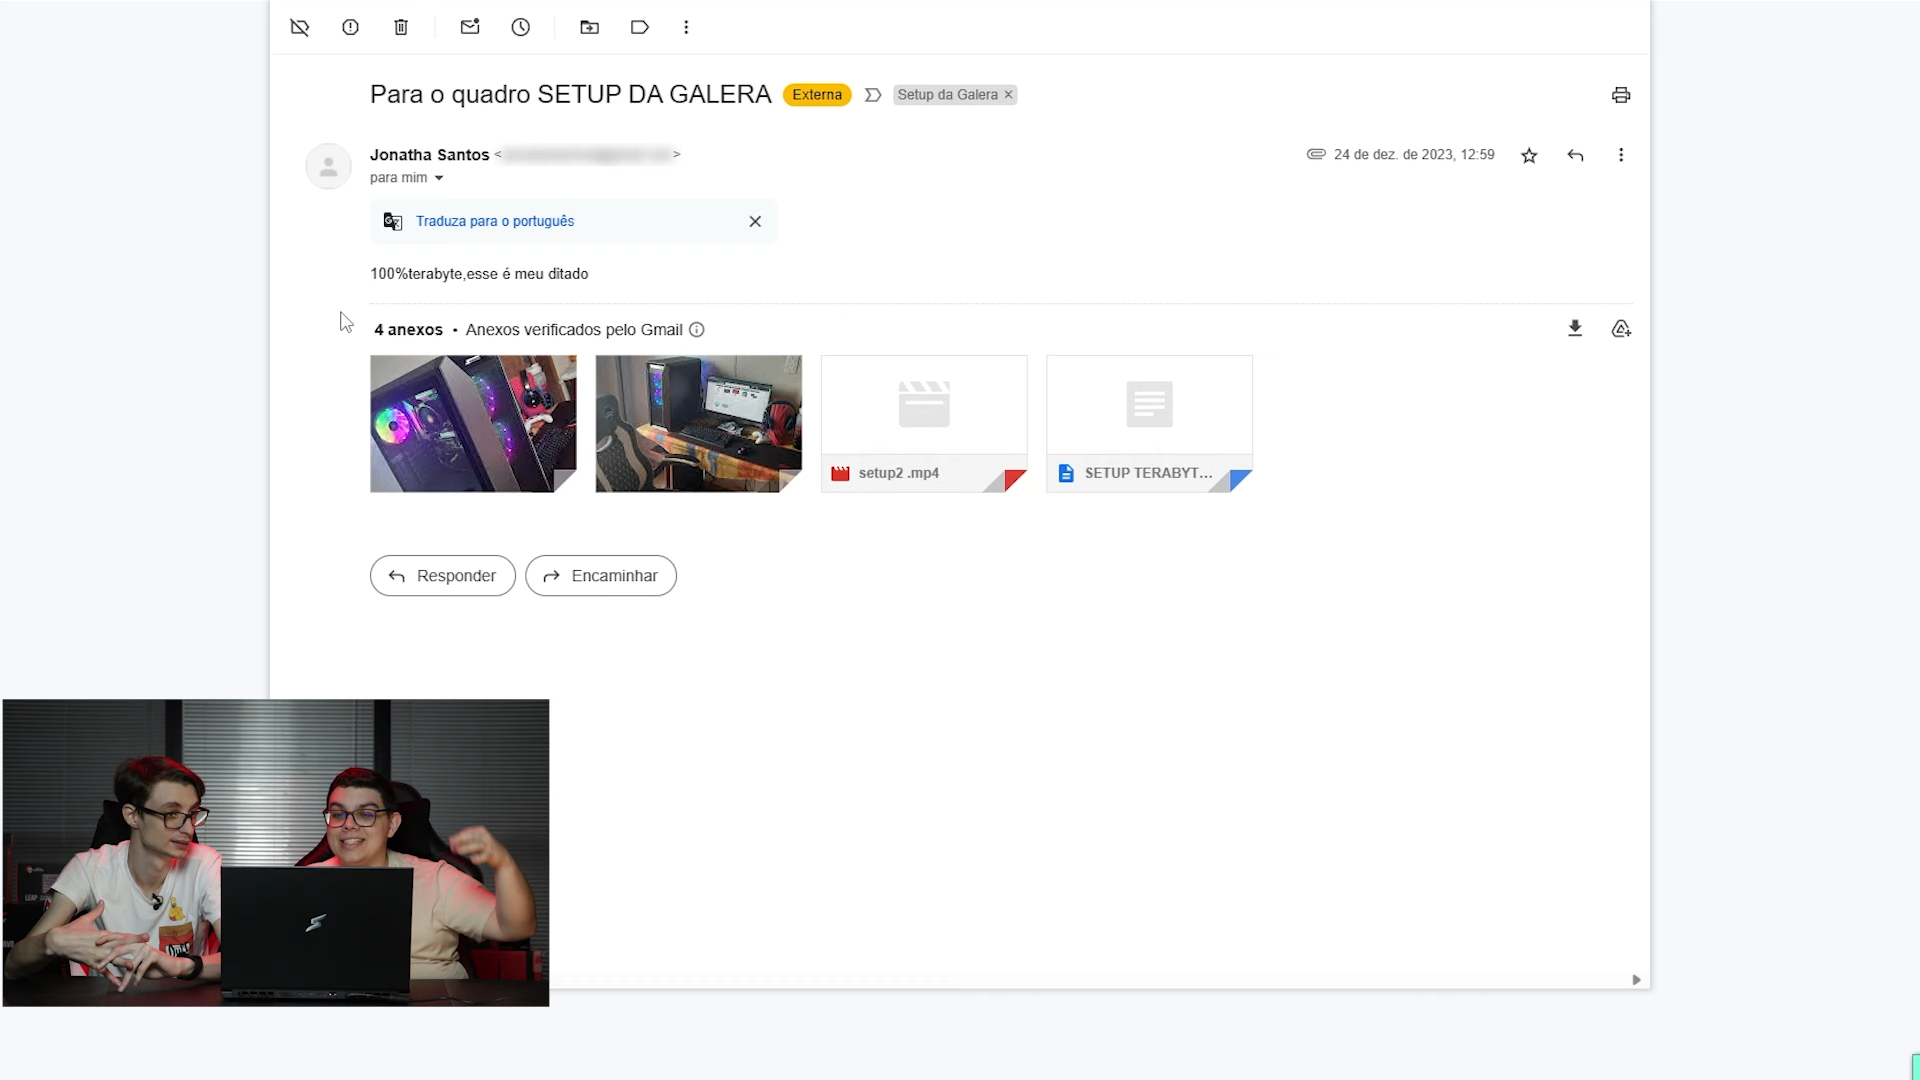 Para o quadro SETUP DA GALERA Externa Setup da Galera ×
Jonatha Santos < >
24 de dez. de 2023, 12:59
para mim
Traduza para o português
100%terabyte,esse é meu ditado
4 anexos • Anexos verificados pelo Gmail
setup2 .mp4
SETUP TERABYT...
Responder
Encaminhar